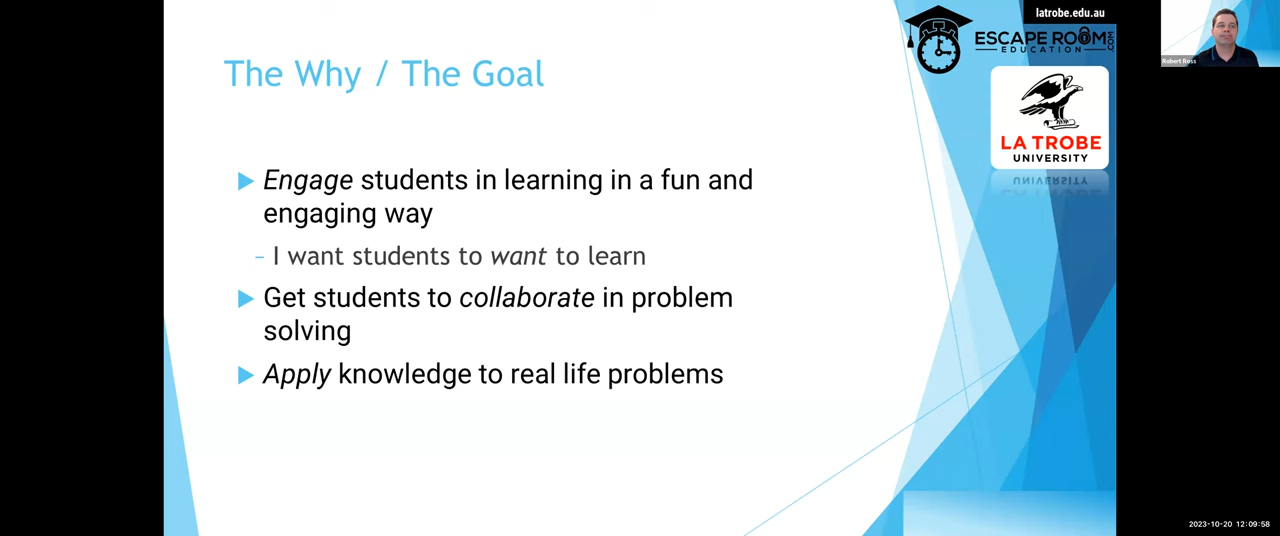 latrobe.edu.au
ESCAPE ROOM
EDUCATION
.COM
Robert Ross
The Why / The Goal
LA TROBE
UNIVERSITY
Engage students in learning in a fun and
engaging way
– I want students to want to learn
Get students to collaborate in problem
solving
Apply knowledge to real life problems
2023-10-20 12:09:58